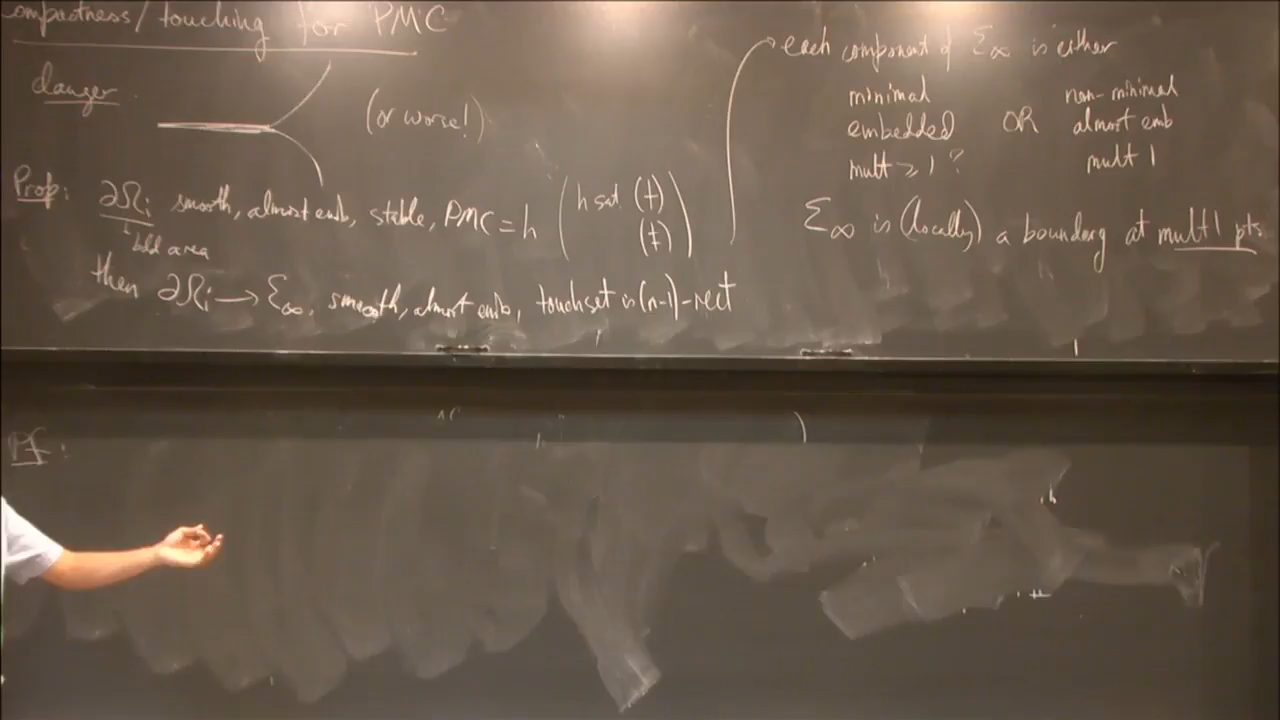 compactness/touching for PMC
danger
(or worse!)
Prop: ∂Ωi smooth, almost emb, stable, PMC = h (h sat (†) (‡))
bdd area
then ∂Ωi → Σ∞, smooth, almost emb, touch set is (n-1)-rect
each component of Σ∞ is either
minimal embedded mult ≥ 1 ?
OR
non-minimal almost emb mult 1
Σ∞ is (locally) a boundary at mult 1 pts
Pf: